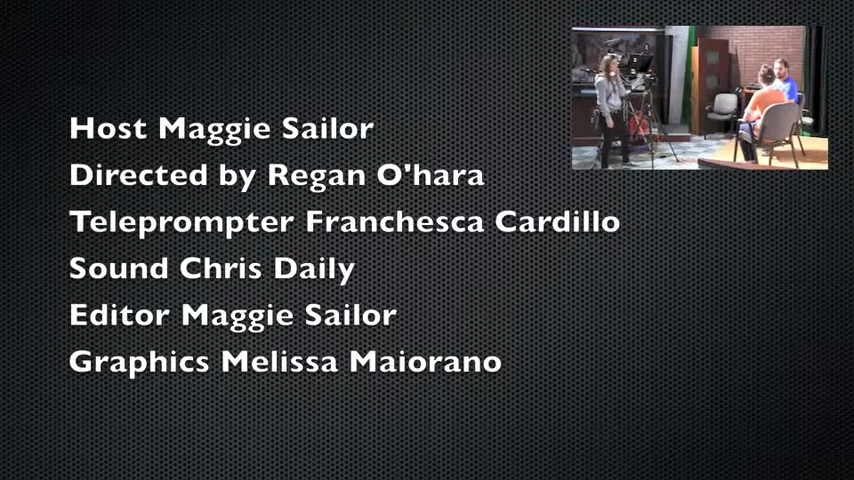 Host Maggie Sailor
Directed by Regan O'hara
Teleprompter Franchesca Cardillo
Sound Chris Daily
Editor Maggie Sailor
Graphics Melissa Maiorano